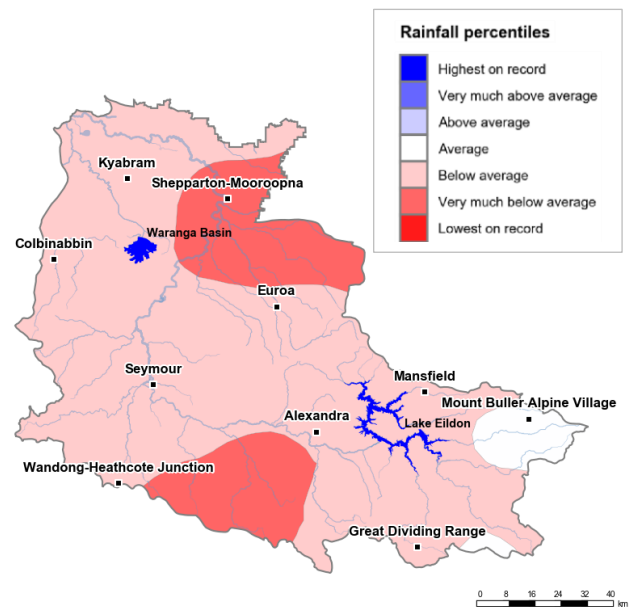 Rainfall percentiles
Highest on record
Very much above average
Above average
Average
Below average
Very much below average
Lowest on record
Kyabram
Shepparton-Mooroopna
Waranga Basin
Colbinabbin
Euroa
Seymour
Mansfield
Mount Buller Alpine Village
Alexandra
Lake Eildon
Wandong-Heathcote Junction
Great Dividing Range
0 8 16 24 32 40
km